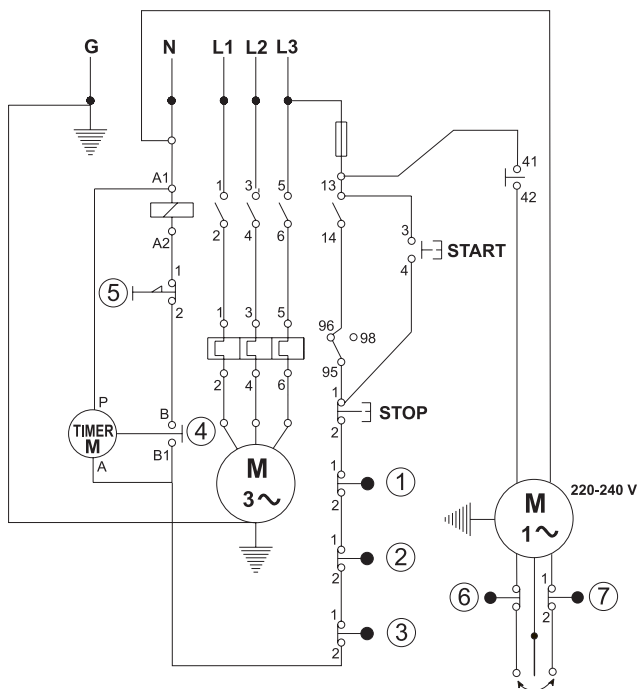 G N L1 L2 L3
A1 1 3 5 13 41
42
A2 2 4 6 14 3
START
4
1
5
2
1 3 5 96 98
95
2 4 6 1
STOP
2
P B 4
TIMER
M
A B1
M
3~
1
1
2
M
1~
220-240 V
1
2
2
6 1 7
2
1
3
2